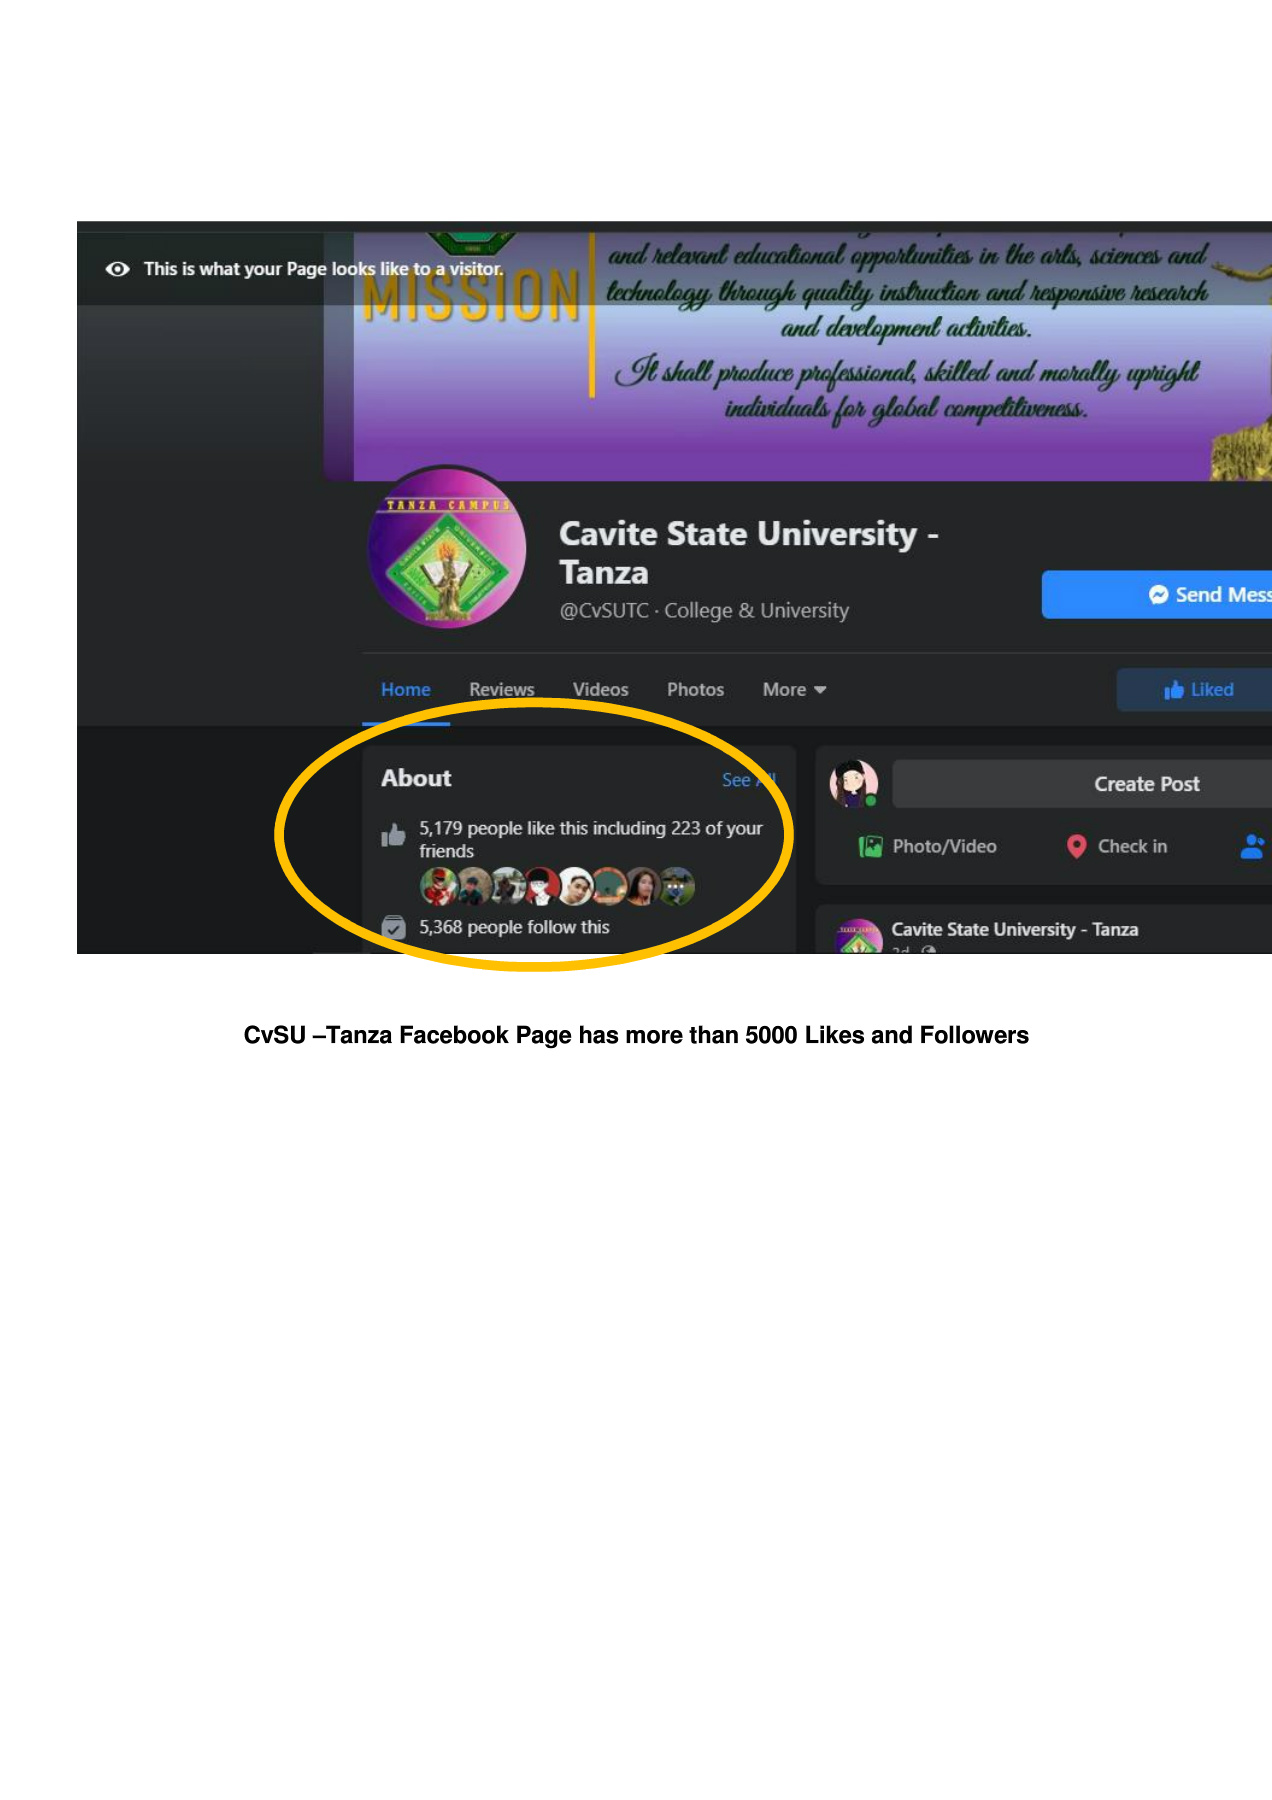 This is what your Page looks like to a visitor.
MISSION
and relevant educational opportunities in the arts, sciences and
technology through quality instruction and responsive research
and development activities.
It shall produce professional, skilled and morally upright
individuals for global competitiveness.
TANZA CAMPUS
Cavite State University -
Tanza
@CvSUTC · College & University
Send Mess
Home Reviews Videos Photos More
Liked
About See All
5,179 people like this including 223 of your
friends
5,368 people follow this
Create Post
Photo/Video Check in
Cavite State University - Tanza
CvSU –Tanza Facebook Page has more than 5000 Likes and Followers